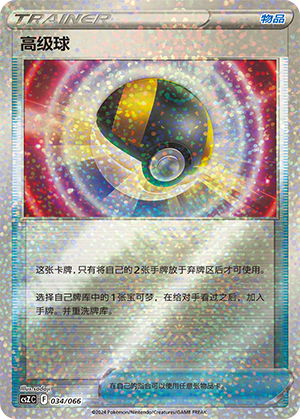 TRAINER
物品
高级球
这张卡牌，只有将自己的2张手牌放于弃牌区后才可使用。
选择自己牌库中的1张宝可梦，在给对手看过之后，加入
手牌。并重洗牌库。
Illus. nodoji
csZC F 034/066
在自己的回合可以使用任意张物品卡。
©2024 Pokémon/Nintendo/Creatures/GAME FREAK